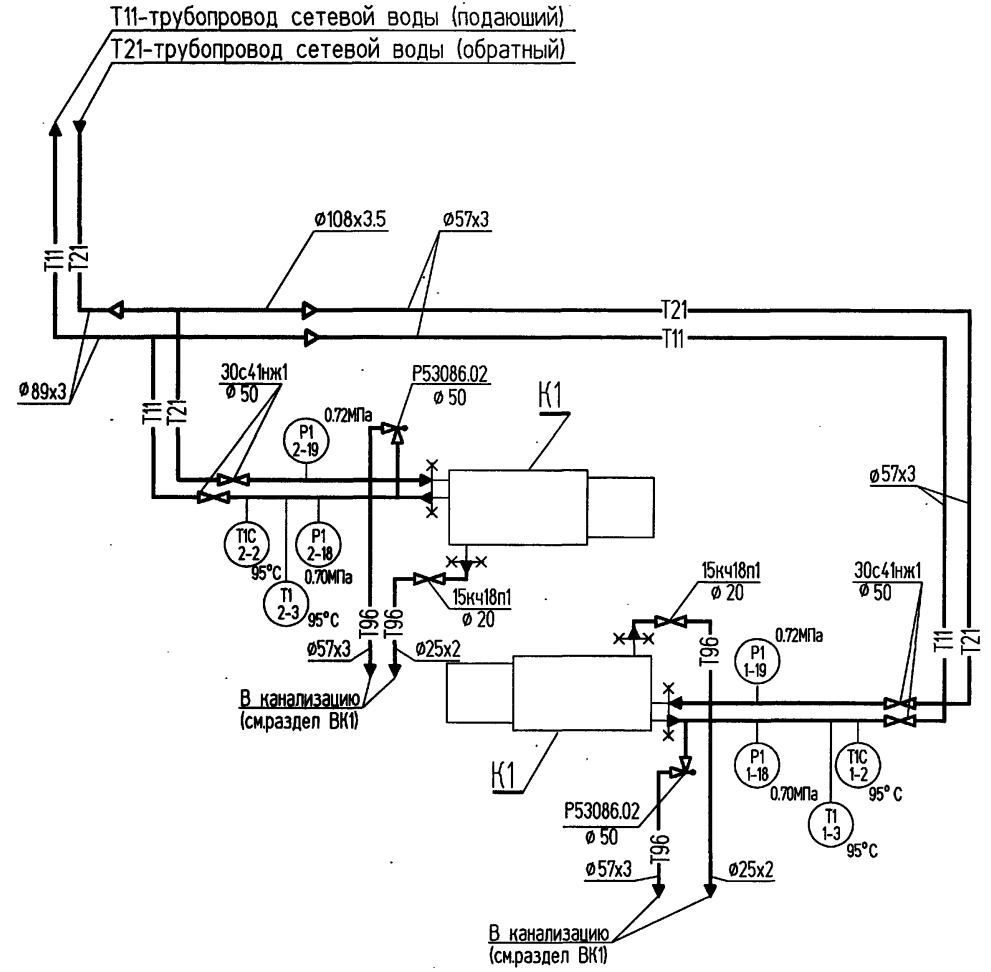 Т11-трубопровод сетевой воды (подаюший)
Т21-трубопровод сетевой воды (обратный)
Ø108х3.5
Ø57х3
Т11
Т21
Т21
Т11
Ø89х3
30с41нж1
Ø 50
Р53086.02
Ø 50
К1
Т11
Т21
Р1
2-19
0.72МПа
Ø57х3
Т1С
2-2
95°С
Р1
2-18
0.70МПа
Т1
2-3
95°С
15кч18п1
Ø 20
15кч18п1
Ø 20
30с41нж1
Ø 50
Т96
Т96
Ø57х3
Ø25х2
Т96
Р1
1-19
0.72МПа
Т11
Т21
В канализацию
(см.раздел ВК1)
К1
Р1
1-18
0.70МПа
Т1С
1-2
95°С
Т1
1-3
95°С
Р53086.02
Ø 50
Т96
Ø57х3
Ø25х2
В канализацию
(см.раздел ВК1)